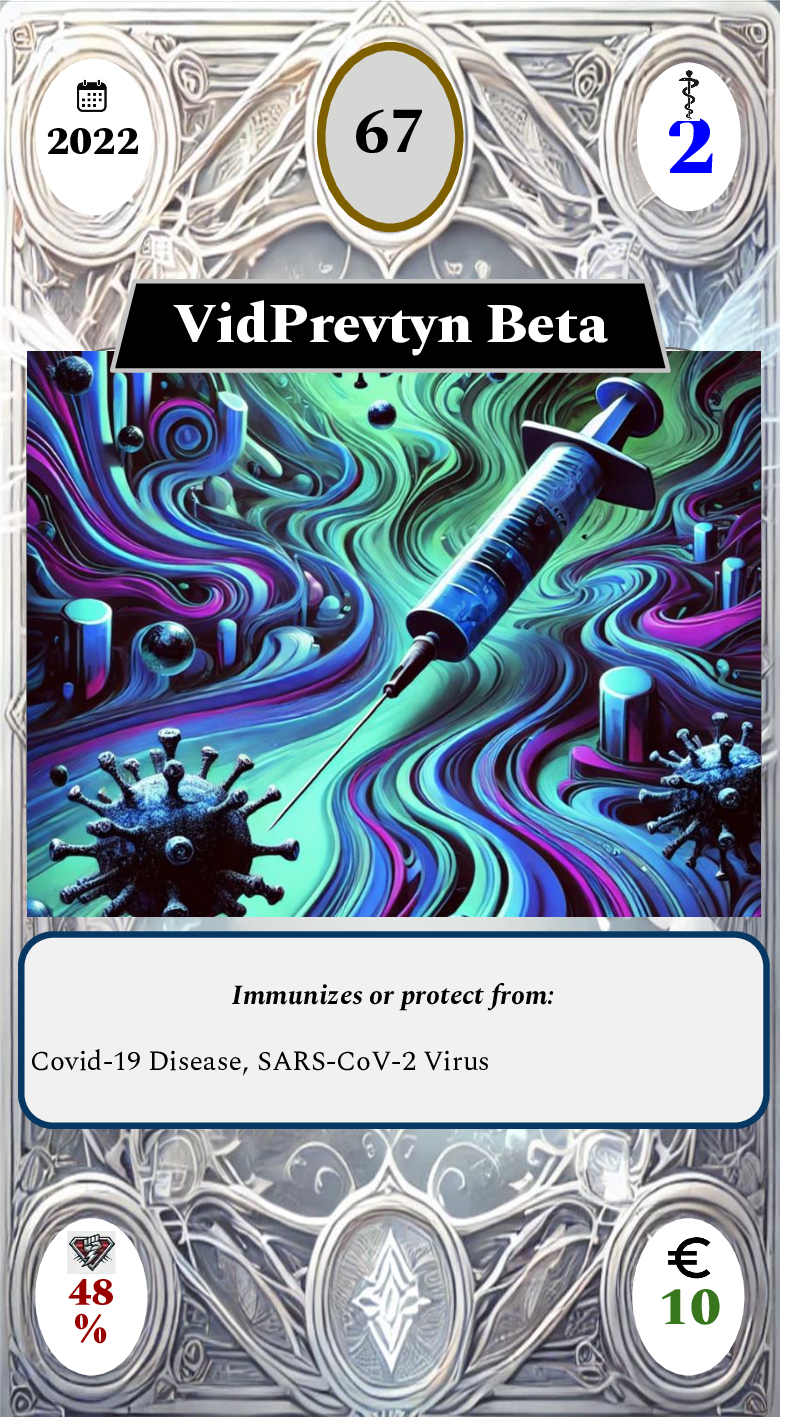 2022
67
2
VidPrevtyn Beta
Immunizes or protect from:
Covid-19 Disease, SARS-CoV-2 Virus
48
%
€
10